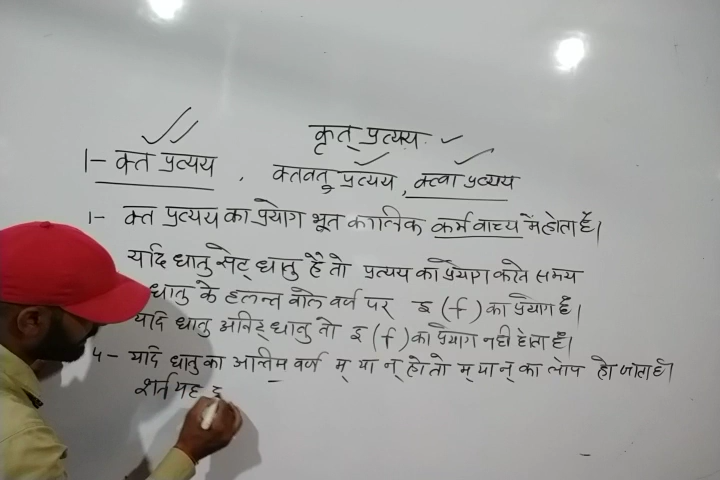 कृत् प्रत्यय
1- क्त प्रत्यय , क्तवतु प्रत्यय, क्त्वा प्रत्यय
1- क्त प्रत्यय का प्रयोग भूत कालिक कर्म वाच्य में होता है।
यदि धातु सेट् धातु है तो प्रत्यय का प्रयोग करते समय
धातु के हलन्त वाले वर्ण पर इ (ि) का प्रयोग है।
यदि धातु अनिट् धातु तो इ (ि) का प्रयोग नही होता है।
4- यदि धातु का अन्तिम वर्ण म् या न् हो तो म् या न् का लोप हो जाता है।
शर्त यह